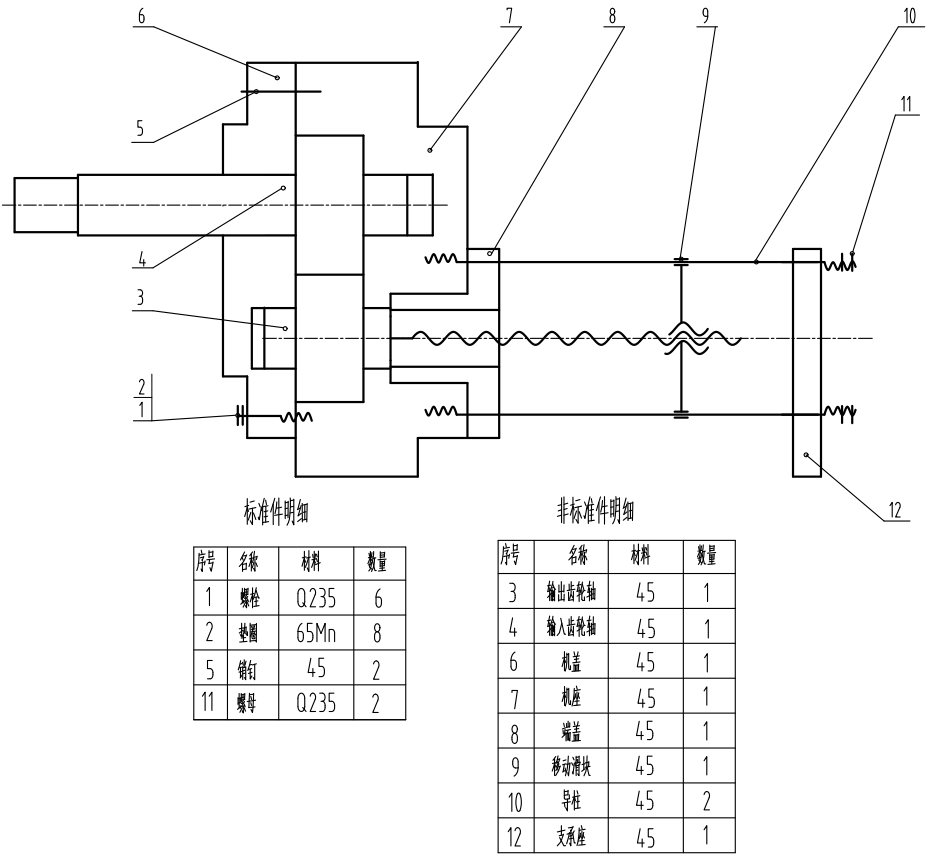 6
7
8
9
10
5
11
4
3
2
1
12
标准件明细
序号 名称 材料 数量
1 螺栓 Q235 6
2 垫圈 65Mn 8
5 销钉 45 2
11 螺母 Q235 2
非标准件明细
序号 名称 材料 数量
3 输出齿轮轴 45 1
4 输入齿轮轴 45 1
6 机盖 45 1
7 机座 45 1
8 端盖 45 1
9 移动滑块 45 1
10 导柱 45 2
12 支承座 45 1